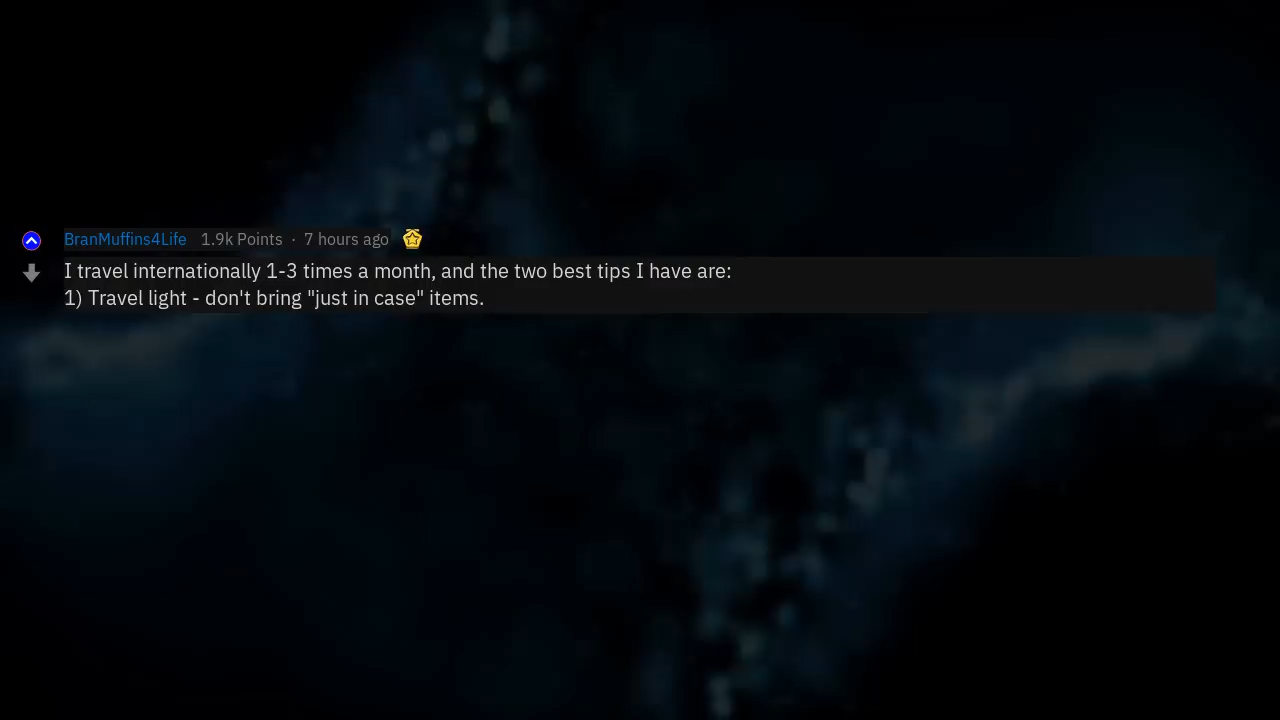 BranMuffins4Life 1.9k Points · 7 hours ago
I travel internationally 1-3 times a month, and the two best tips I have are:
1) Travel light - don't bring "just in case" items.